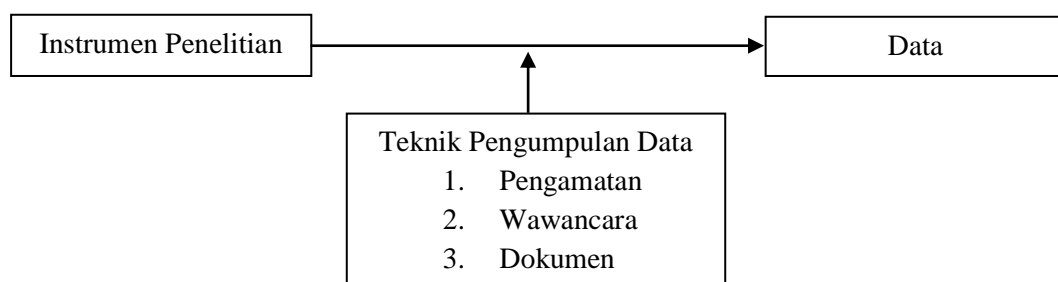 Instrumen Penelitian
Data
Teknik Pengumpulan Data
1. Pengamatan
2. Wawancara
3. Dokumen